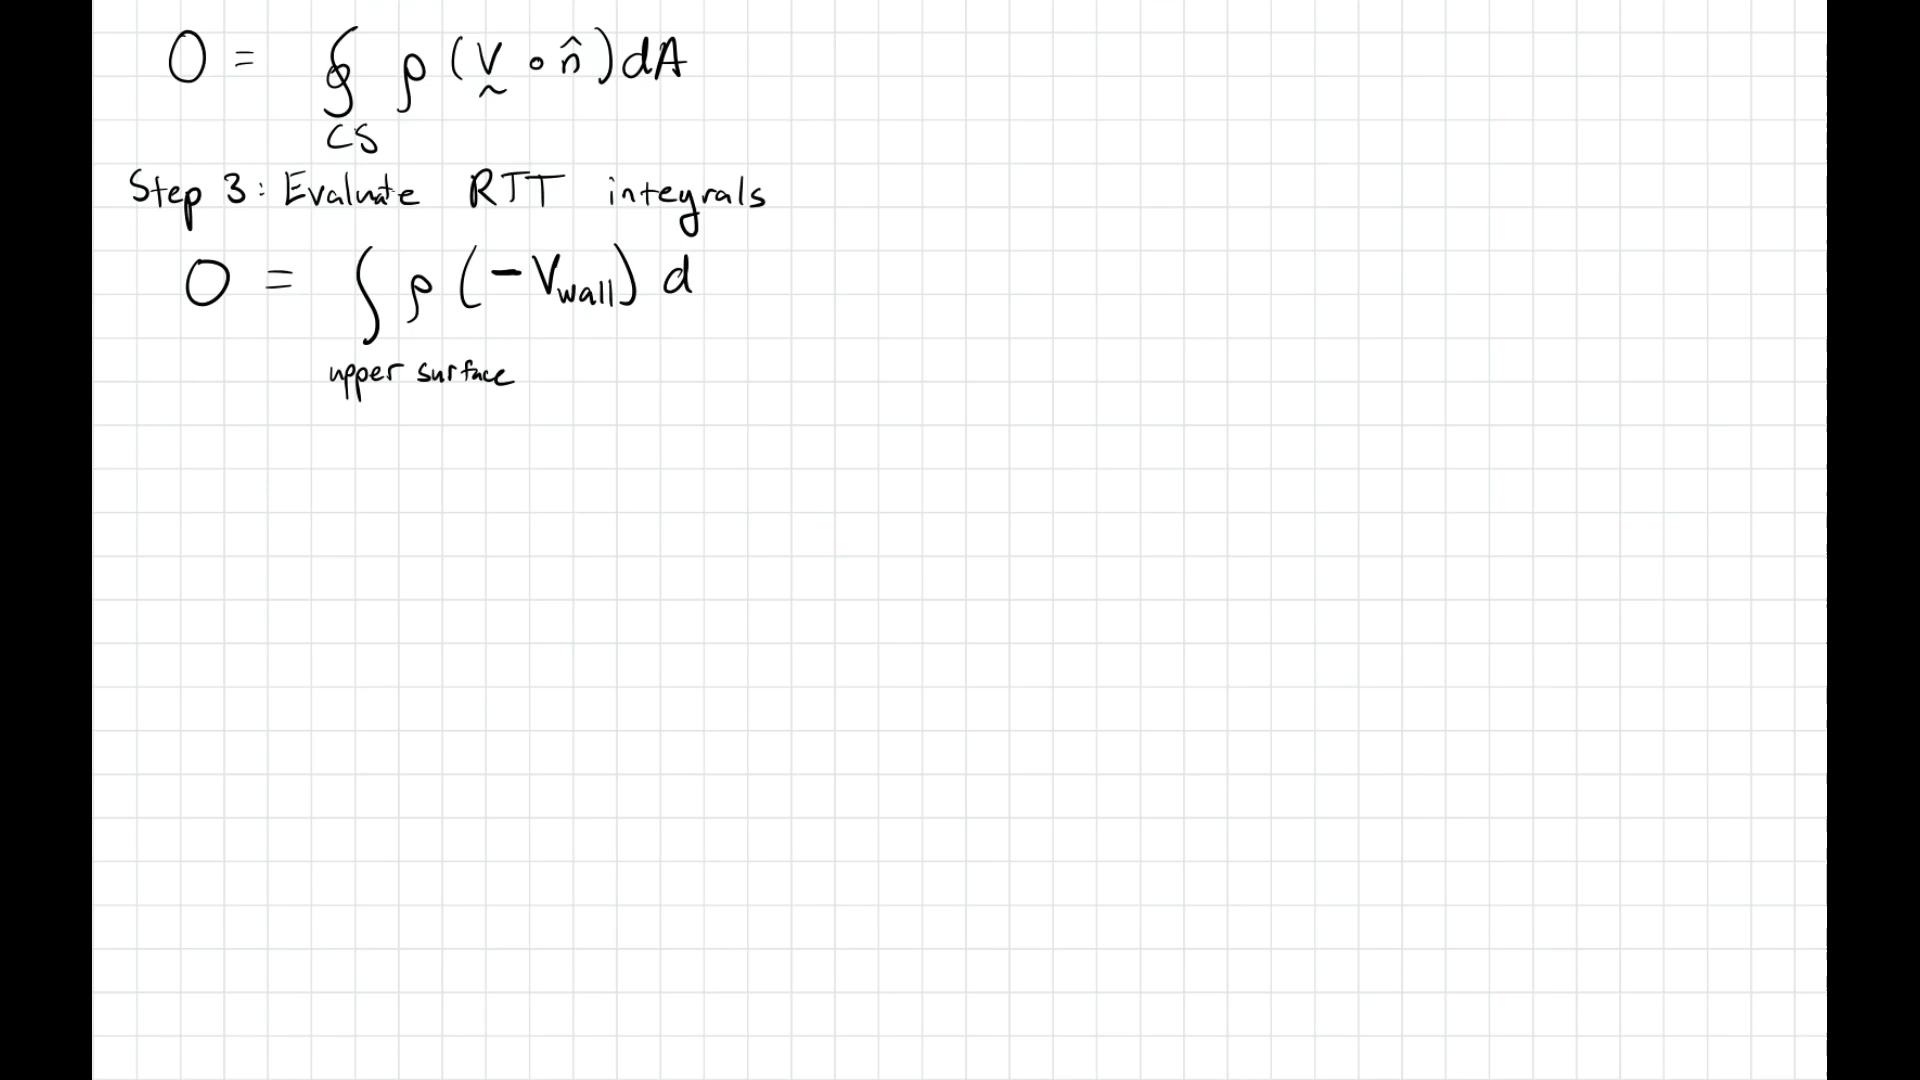 0 = ∮ ρ (V · n̂) dA
~
CS
Step 3: Evaluate RTT integrals
0 = ∫ ρ (-V_wall) d
upper surface